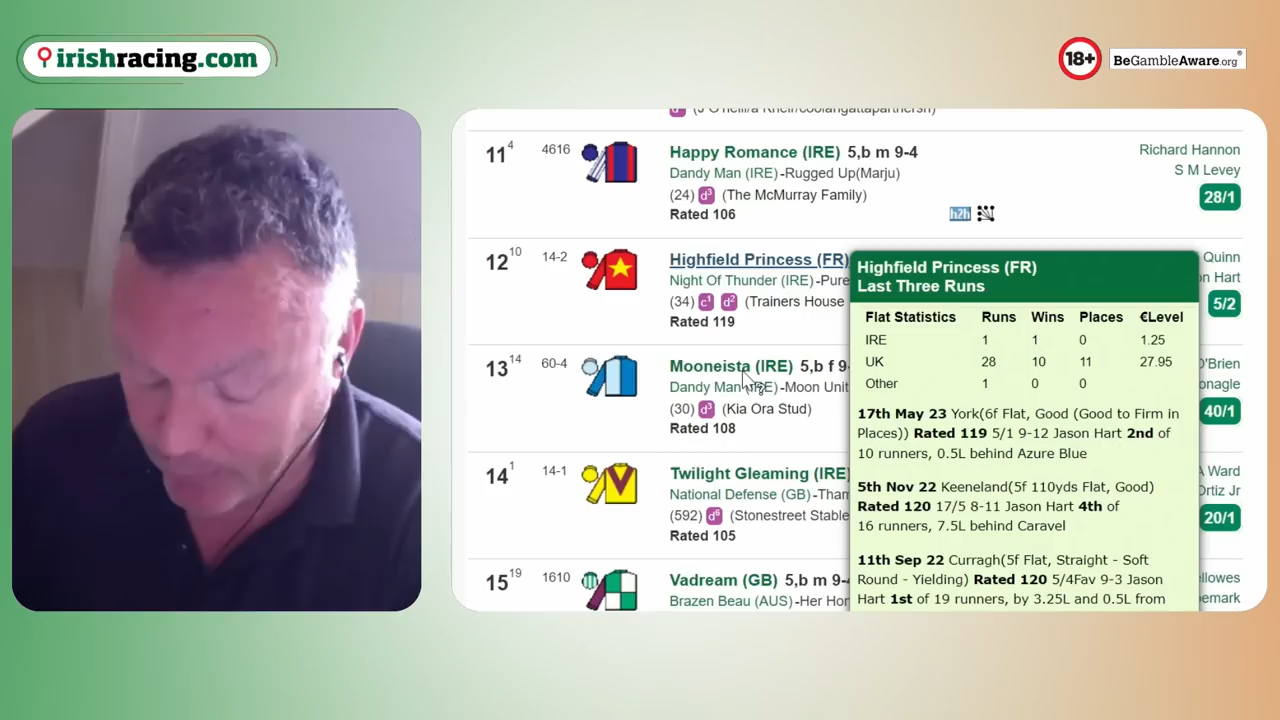 irishracing.com
18+
BeGambleAware.org®
(J O'neill/a Kheir/coolangattapartnersh)
11 4 4616 Happy Romance (IRE) 5,b m 9-4 Richard Hannon
Dandy Man (IRE)-Rugged Up(Marju) S M Levey
(24) d3 (The McMurray Family) 28/1
Rated 106 h2h
12 10 14-2 Highfield Princess (FR) Quinn
Night Of Thunder (IRE)-Pure
(34) c1 d2 (Trainers House 5/2
Rated 119
13 14 60-4 Mooneista (IRE) 5,b f 9- O'Brien
Dandy Man (IRE)-Moon Unit
(30) d3 (Kia Ora Stud) 40/1
Rated 108
14 1 14-1 Twilight Gleaming (IRE) Ward
National Defense (GB)-Tham Ortiz Jr
(592) d6 (Stonestreet Stable 20/1
Rated 105
15 19 1610 Vadream (GB) 5,b m 9-
Brazen Beau (AUS)-Her Hon
Highfield Princess (FR)
Last Three Runs
Flat Statistics Runs Wins Places €Level
IRE 1 1 0 1.25
UK 28 10 11 27.95
Other 1 0 0
17th May 23 York(6f Flat, Good (Good to Firm in
Places)) Rated 119 5/1 9-12 Jason Hart 2nd of
10 runners, 0.5L behind Azure Blue
5th Nov 22 Keeneland(5f 110yds Flat, Good)
Rated 120 17/5 8-11 Jason Hart 4th of
16 runners, 7.5L behind Caravel
11th Sep 22 Curragh(5f Flat, Straight - Soft
Round - Yielding) Rated 120 5/4Fav 9-3 Jason
Hart 1st of 19 runners, by 3.25L and 0.5L from